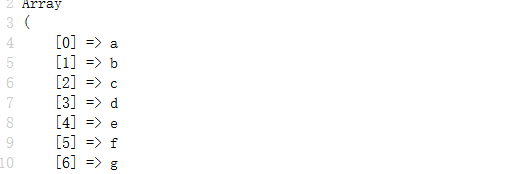 2 Array
3 (
4 [0] => a
5 [1] => b
6 [2] => c
7 [3] => d
8 [4] => e
9 [5] => f
10 [6] => g